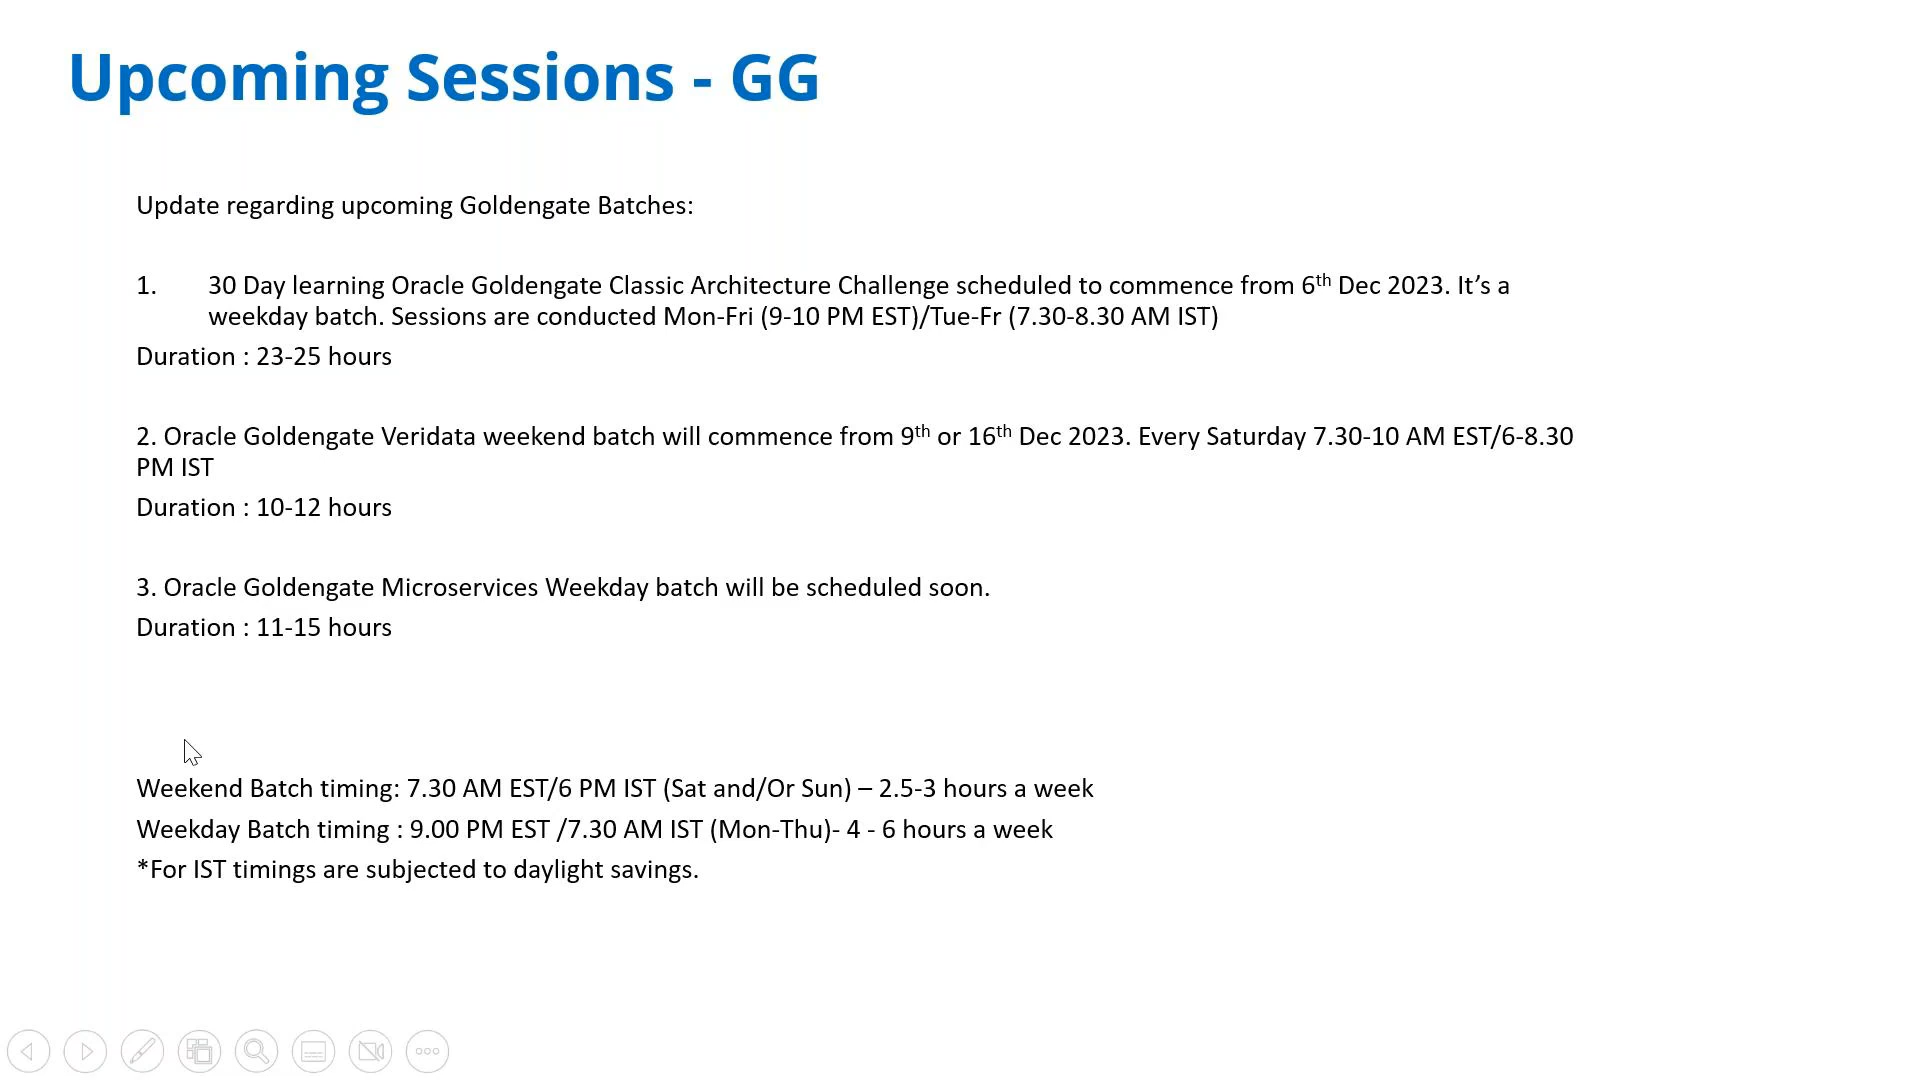 Upcoming Sessions - GG
Update regarding upcoming Goldengate Batches:
1. 30 Day learning Oracle Goldengate Classic Architecture Challenge scheduled to commence from 6th Dec 2023. It’s a
weekday batch. Sessions are conducted Mon-Fri (9-10 PM EST)/Tue-Fr (7.30-8.30 AM IST)
Duration : 23-25 hours
2. Oracle Goldengate Veridata weekend batch will commence from 9th or 16th Dec 2023. Every Saturday 7.30-10 AM EST/6-8.30
PM IST
Duration : 10-12 hours
3. Oracle Goldengate Microservices Weekday batch will be scheduled soon.
Duration : 11-15 hours
Weekend Batch timing: 7.30 AM EST/6 PM IST (Sat and/Or Sun) – 2.5-3 hours a week
Weekday Batch timing : 9.00 PM EST /7.30 AM IST (Mon-Thu)- 4 - 6 hours a week
*For IST timings are subjected to daylight savings.